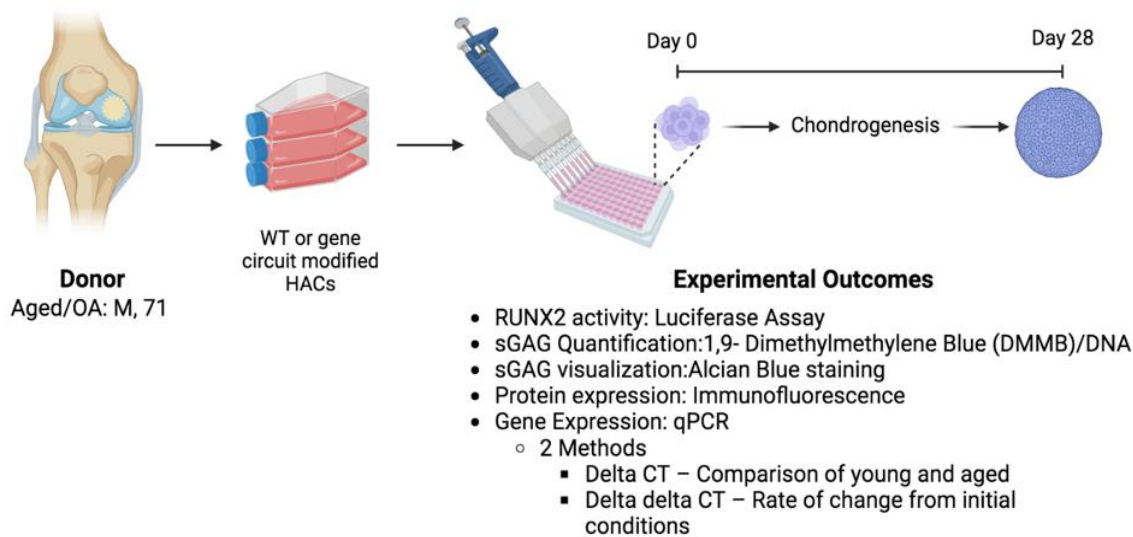 Day 0
Day 28
Chondrogenesis
WT or gene
circuit modified
HACs
Donor
Aged/OA: M, 71
Experimental Outcomes
• RUNX2 activity: Luciferase Assay
• sGAG Quantification:1,9- Dimethylmethylene Blue (DMMB)/DNA
• sGAG visualization:Alcian Blue staining
• Protein expression: Immunofluorescence
• Gene Expression: qPCR
○ 2 Methods
▪ Delta CT – Comparison of young and aged
▪ Delta delta CT – Rate of change from initial
conditions